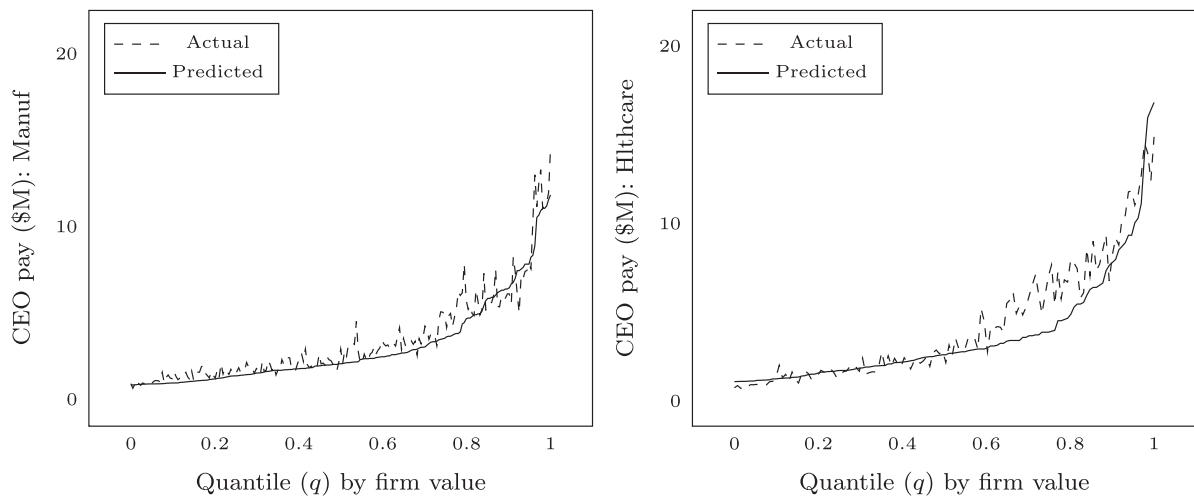 CEO pay ($M): Manuf
20
10
0
Actual
Predicted
0 0.2 0.4 0.6 0.8 1
Quantile (q) by firm value
CEO pay ($M): Hlthcare
20
10
0
Actual
Predicted
0 0.2 0.4 0.6 0.8 1
Quantile (q) by firm value